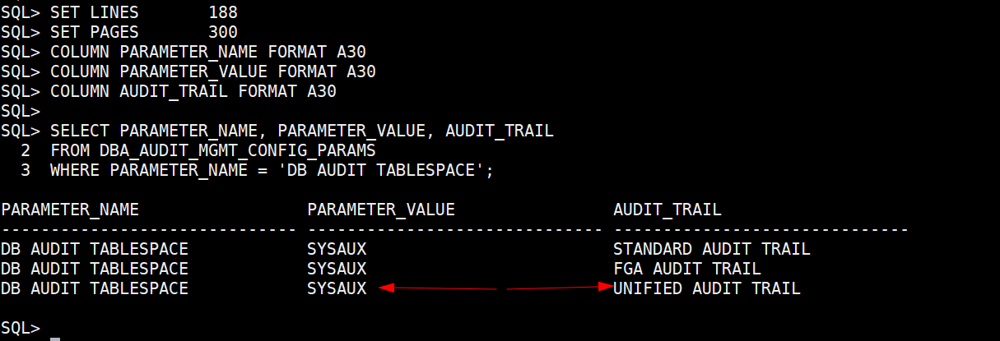 SQL> SET LINES       188
SQL> SET PAGES       300
SQL> COLUMN PARAMETER_NAME FORMAT A30
SQL> COLUMN PARAMETER_VALUE FORMAT A30
SQL> COLUMN AUDIT_TRAIL FORMAT A30
SQL>
SQL> SELECT PARAMETER_NAME, PARAMETER_VALUE, AUDIT_TRAIL
  2  FROM DBA_AUDIT_MGMT_CONFIG_PARAMS
  3  WHERE PARAMETER_NAME = 'DB AUDIT TABLESPACE';

PARAMETER_NAME                 PARAMETER_VALUE                AUDIT_TRAIL
------------------------------ ------------------------------ ------------------------------
DB AUDIT TABLESPACE            SYSAUX                         STANDARD AUDIT TRAIL
DB AUDIT TABLESPACE            SYSAUX                         FGA AUDIT TRAIL
DB AUDIT TABLESPACE            SYSAUX                         UNIFIED AUDIT TRAIL

SQL>